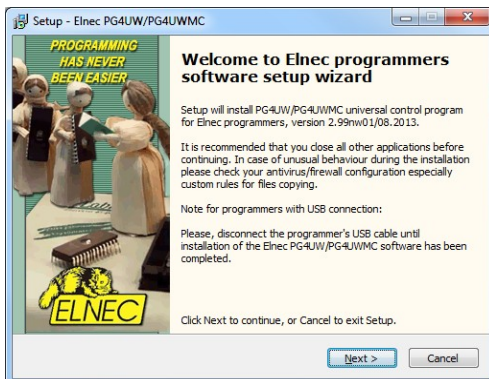 Setup - Elnec PG4UW/PG4UWMC
PROGRAMMING
HAS NEVER
BEEN EASIER
Welcome to Elnec programmers
software setup wizard
Setup will install PG4UW/PG4UWMC universal control program
for Elnec programmers, version 2.99nw01/08.2013.
It is recommended that you close all other applications before
continuing. In case of unusual behaviour during the installation
please check your antivirus/firewall configuration especially
custom rules for files copying.
Note for programmers with USB connection:
Please, disconnect the programmer's USB cable until
installation of the Elnec PG4UW/PG4UWMC software has been
completed.
ELNEC
Click Next to continue, or Cancel to exit Setup.
Next >
Cancel